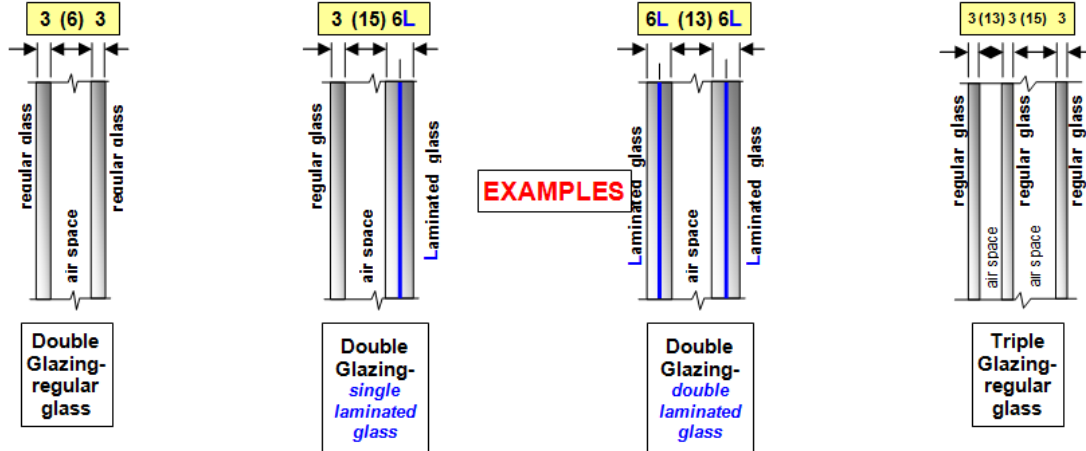 3 (6) 3
3 (15) 6L
6L (13) 6L
3 (13) 3 (15) 3
regular glass
air space
regular glass
regular glass
air space
Laminated glass
EXAMPLES
Laminated glass
air space
Laminated glass
regular glass
air space
regular glass
air space
regular glass
Double
Glazing-
regular
glass
Double
Glazing-
single
laminated
glass
Double
Glazing-
double
laminated
glass
Triple
Glazing-
regular
glass